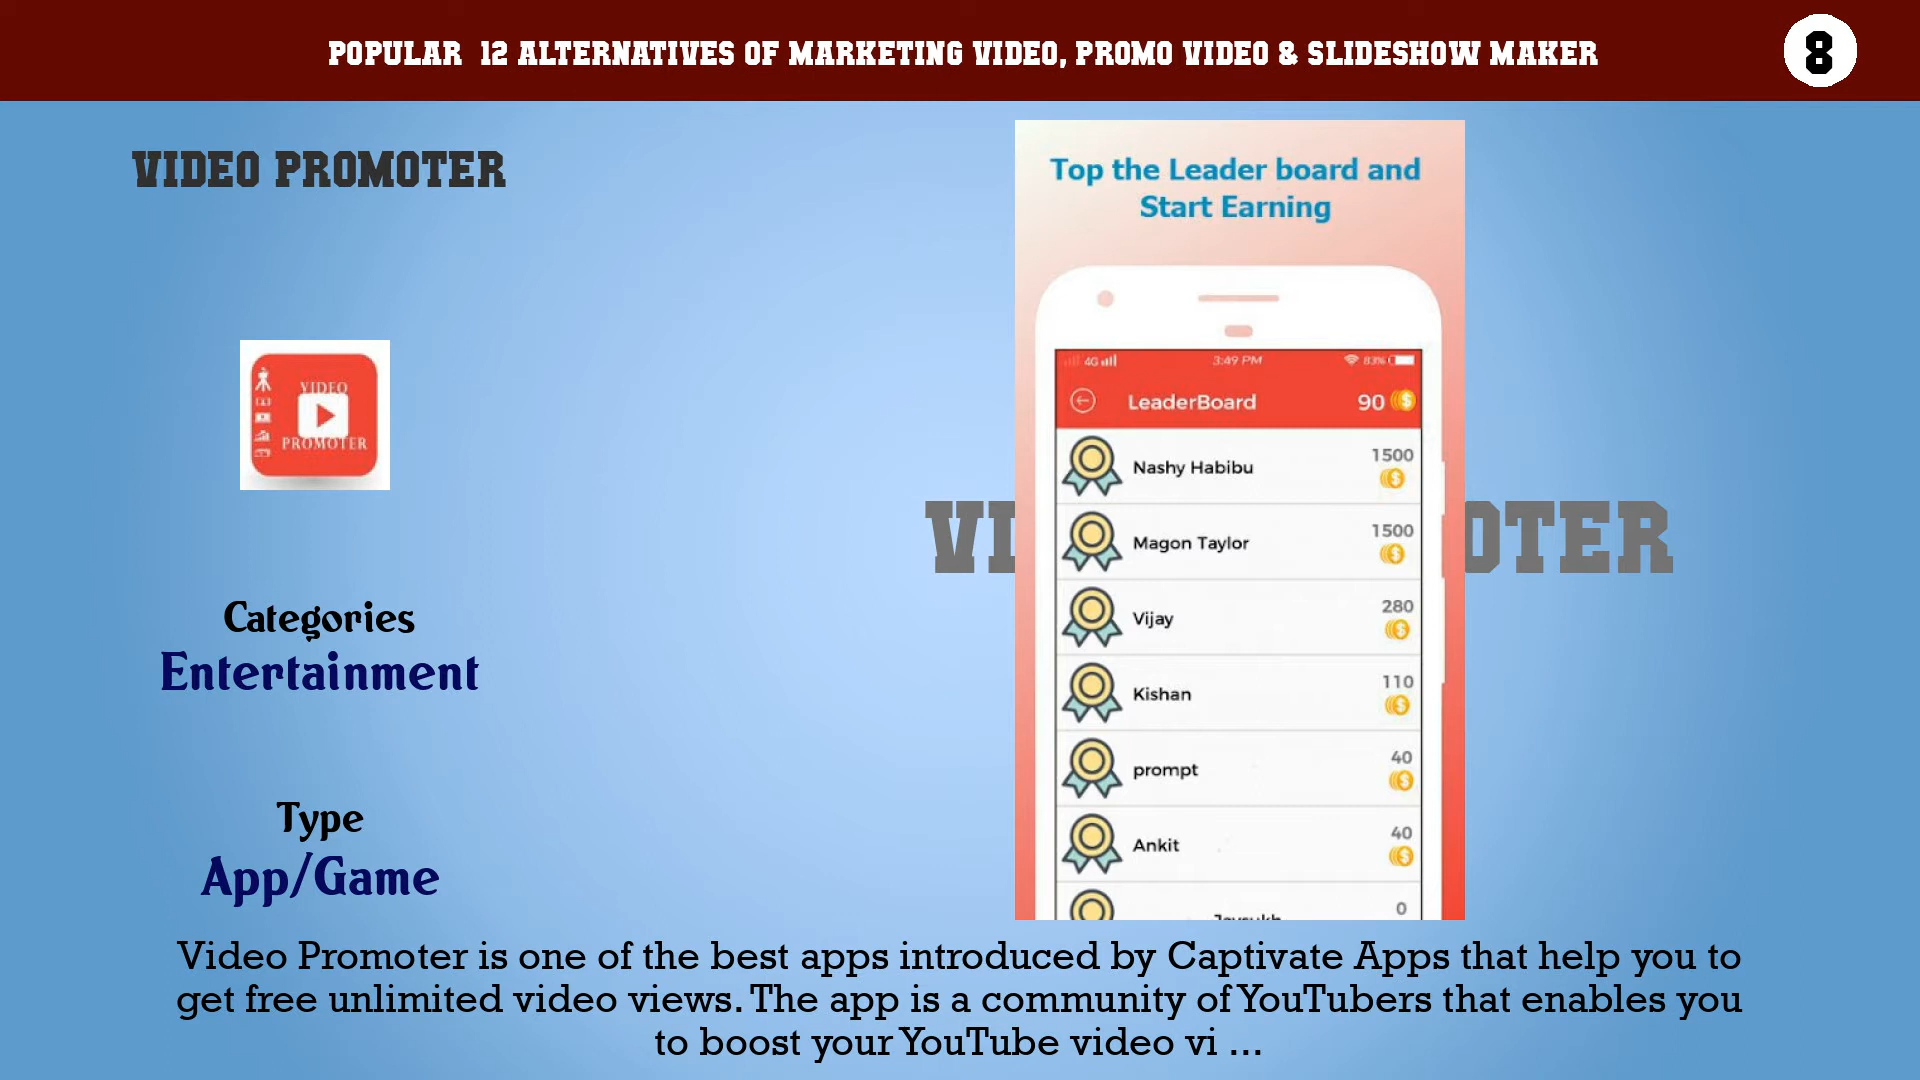 POPULAR 12 ALTERNATIVES OF MARKETING VIDEO, PROMO VIDEO & SLIDESHOW MAKER
8
VIDEO PROMOTER
VIDEO
PROMOTER
Categories
Entertainment
Type
App/Game
Top the Leader board and
Start Earning
4G 3:49 PM 83%
LeaderBoard 90
Nashy Habibu 1500
Magon Taylor 1500
Vijay 280
Kishan 110
prompt 40
Ankit 40
0
Video Promoter is one of the best apps introduced by Captivate Apps that help you to
get free unlimited video views. The app is a community of YouTubers that enables you
to boost your YouTube video vi ...